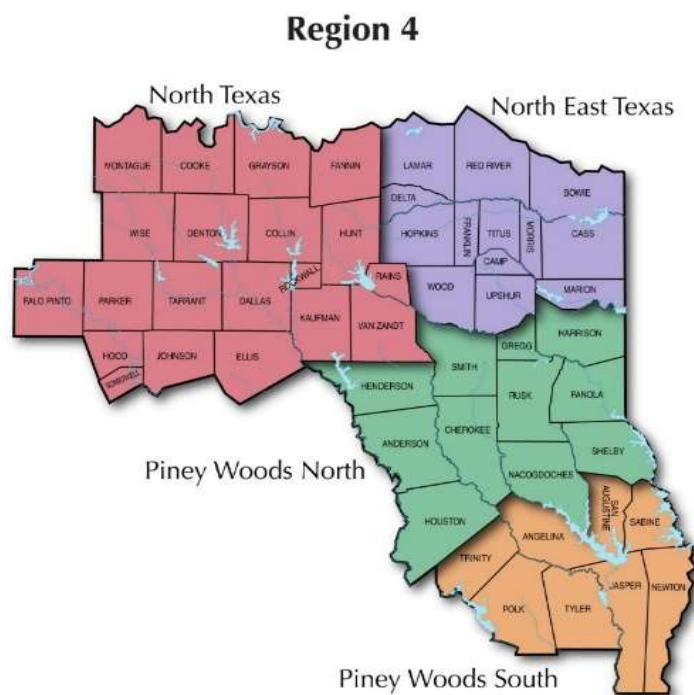 Region 4
North Texas
North East Texas
MONTAGUE
COOKE
GRAYSON
FANNIN
LAMAR
RED RIVER
BOWIE
DELTA
WISE
DENTON
COLLIN
HUNT
HOPKINS
FRANKLIN
TITUS
MORRIS
CASS
CAMP
ROCKWALL
RAINS
WOOD
UPSHUR
MARION
PALO PINTO
PARKER
TARRANT
DALLAS
KAUFMAN
VAN ZANDT
HARRISON
GREGG
HOOD
JOHNSON
ELLIS
SOMERVELL
SMITH
HENDERSON
RUSK
PANOLA
CHEROKEE
ANDERSON
SHELBY
Piney Woods North
NACOGDOCHES
HOUSTON
SAN
AUGUSTINE
SABINE
ANGELINA
TRINITY
JASPER
NEWTON
POLK
TYLER
Piney Woods South